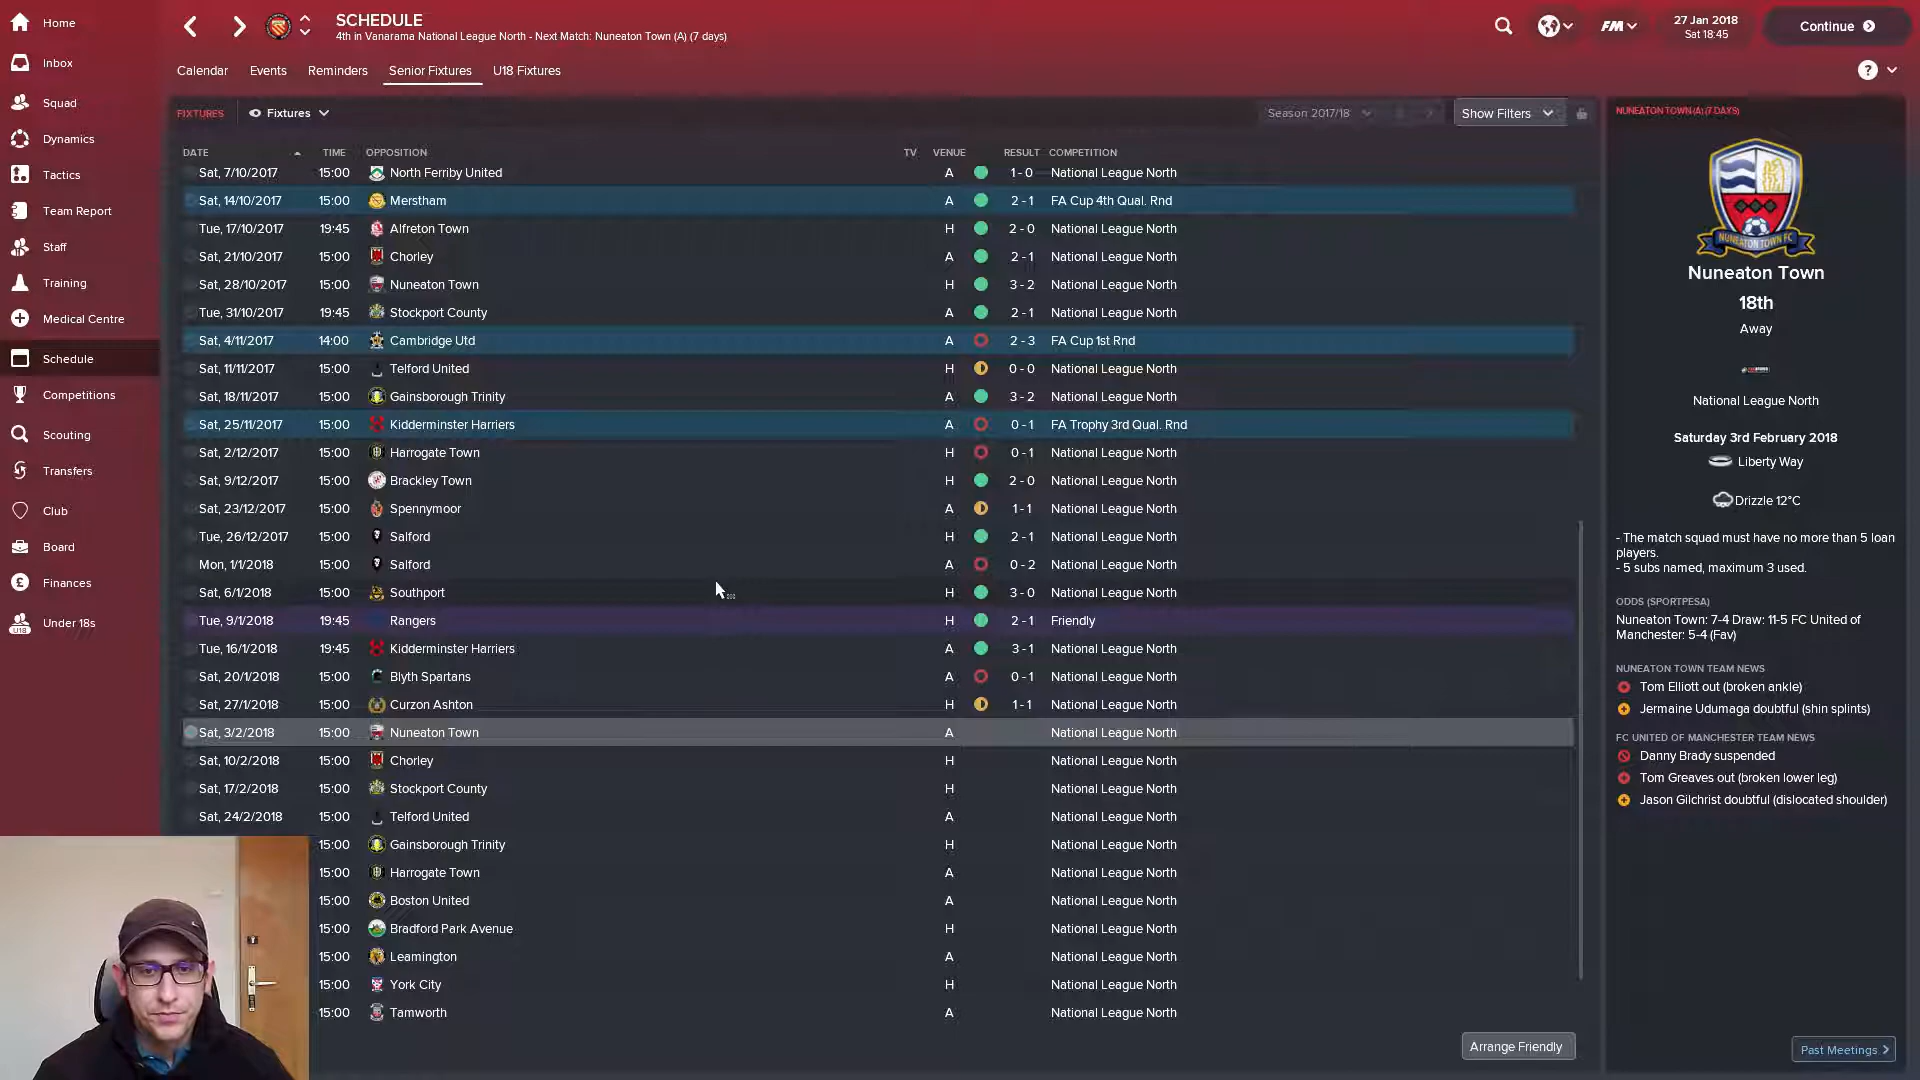 Home
Inbox
Squad
Dynamics
Tactics
Team Report
Staff
Training
Medical Centre
Schedule
Competitions
Scouting
Transfers
Club
Board
Finances
Under 18s
SCHEDULE
4th in Vanarama National League North - Next Match: Nuneaton Town (A) (7 days)
FM
27 Jan 2018
Sat 18:45
Continue
Calendar Events Reminders Senior Fixtures U18 Fixtures
?
FIXTURES Fixtures Season 2017/18 Show Filters
DATE TIME OPPOSITION TV VENUE RESULT COMPETITION
Sat, 7/10/2017 15:00 North Ferriby United A 1 - 0 National League North
Sat, 14/10/2017 15:00 Merstham A 2 - 1 FA Cup 4th Qual. Rnd
Tue, 17/10/2017 19:45 Alfreton Town H 2 - 0 National League North
Sat, 21/10/2017 15:00 Chorley A 2 - 1 National League North
Sat, 28/10/2017 15:00 Nuneaton Town H 3 - 2 National League North
Tue, 31/10/2017 19:45 Stockport County A 2 - 1 National League North
Sat, 4/11/2017 14:00 Cambridge Utd A 2 - 3 FA Cup 1st Rnd
Sat, 11/11/2017 15:00 Telford United H 0 - 0 National League North
Sat, 18/11/2017 15:00 Gainsborough Trinity A 3 - 2 National League North
Sat, 25/11/2017 15:00 Kidderminster Harriers A 0 - 1 FA Trophy 3rd Qual. Rnd
Sat, 2/12/2017 15:00 Harrogate Town H 0 - 1 National League North
Sat, 9/12/2017 15:00 Brackley Town H 2 - 0 National League North
Sat, 23/12/2017 15:00 Spennymoor A 1 - 1 National League North
Tue, 26/12/2017 15:00 Salford H 2 - 1 National League North
Mon, 1/1/2018 15:00 Salford A 0 - 2 National League North
Sat, 6/1/2018 15:00 Southport H 3 - 0 National League North
Tue, 9/1/2018 19:45 Rangers H 2 - 1 Friendly
Tue, 16/1/2018 19:45 Kidderminster Harriers A 3 - 1 National League North
Sat, 20/1/2018 15:00 Blyth Spartans A 0 - 1 National League North
Sat, 27/1/2018 15:00 Curzon Ashton H 1 - 1 National League North
Sat, 3/2/2018 15:00 Nuneaton Town A National League North
Sat, 10/2/2018 15:00 Chorley H National League North
Sat, 17/2/2018 15:00 Stockport County H National League North
Sat, 24/2/2018 15:00 Telford United A National League North
15:00 Gainsborough Trinity H National League North
15:00 Harrogate Town A National League North
15:00 Boston United A National League North
15:00 Bradford Park Avenue H National League North
15:00 Leamington A National League North
15:00 York City H National League North
15:00 Tamworth A National League North
Arrange Friendly
NUNEATON TOWN (A) (7 DAYS)
NUNEATON TOWN FC
Nuneaton Town
18th
Away
National League North
Saturday 3rd February 2018
Liberty Way
Drizzle 12°C
- The match squad must have no more than 5 loan
players.
- 5 subs named, maximum 3 used.
ODDS (SPORTPESA)
Nuneaton Town: 7-4 Draw: 11-5 FC United of
Manchester: 5-4 (Fav)
NUNEATON TOWN TEAM NEWS
Tom Elliott out (broken ankle)
Jermaine Udumaga doubtful (shin splints)
FC UNITED OF MANCHESTER TEAM NEWS
Danny Brady suspended
Tom Greaves out (broken lower leg)
Jason Gilchrist doubtful (dislocated shoulder)
Past Meetings